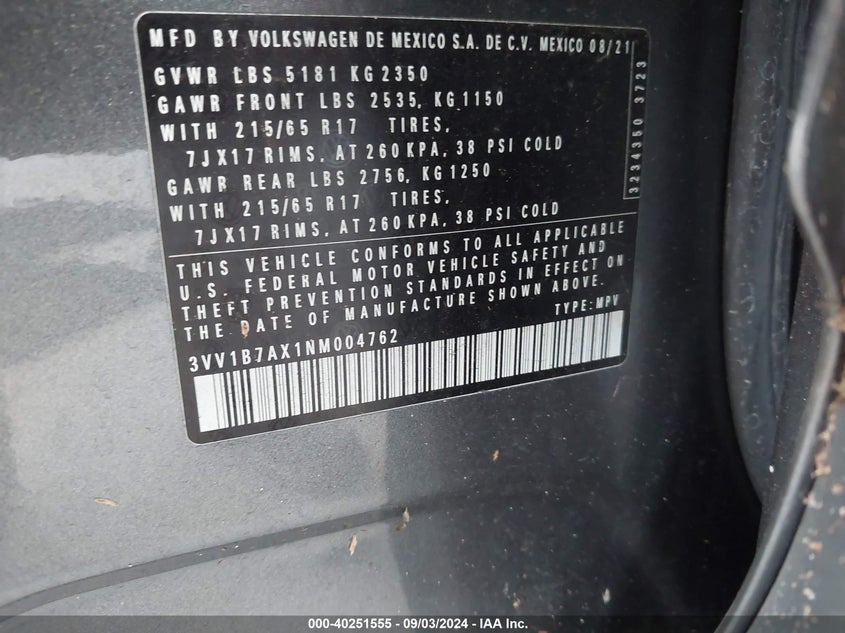 MFD BY VOLKSWAGEN DE MEXICO S.A. DE C.V. MEXICO 08/21
GVWR LBS 5181 KG 2350
GAWR FRONT LBS 2535, KG 1150
WITH 215/65 R17 TIRES,
7JX17 RIMS, AT 260 KPA, 38 PSI COLD
GAWR REAR LBS 2756, KG 1250
WITH 215/65 R17 TIRES,
7JX17 RIMS, AT 260 KPA, 38 PSI COLD
3234350 3723
THIS VEHICLE CONFORMS TO ALL APPLICABLE
U.S. FEDERAL MOTOR VEHICLE SAFETY AND
THEFT PREVENTION STANDARDS IN EFFECT ON
THE DATE OF MANUFACTURE SHOWN ABOVE.
TYPE: MPV
3VV1B7AX1NM004762
000-40251555 - 09/03/2024 - IAA Inc.